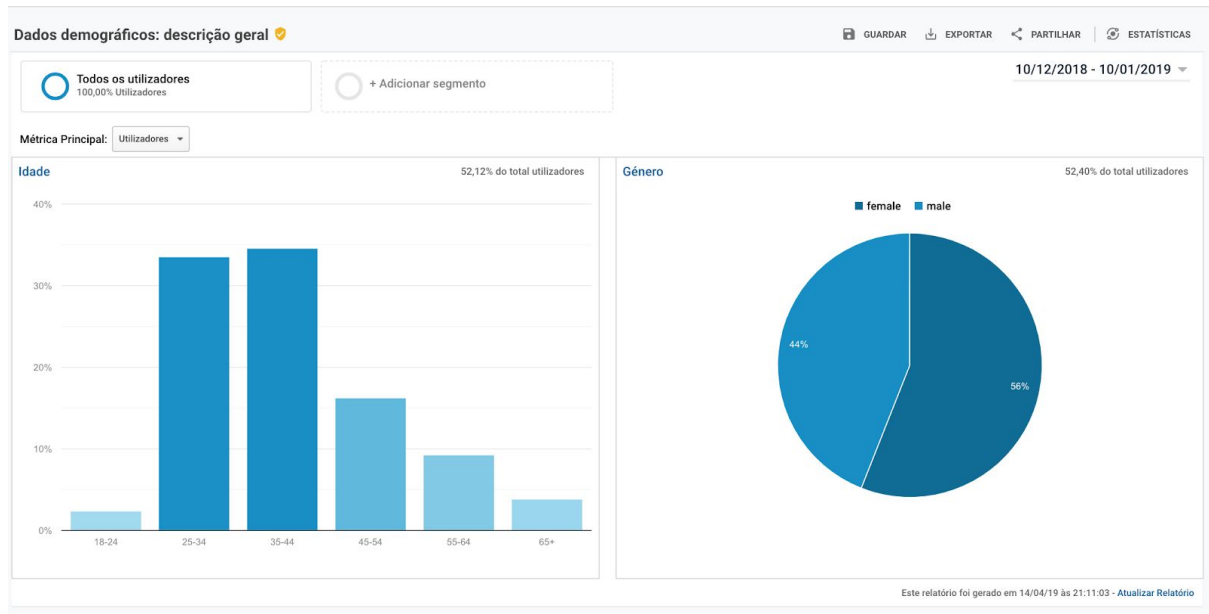 Dados demográficos: descrição geral
GUARDAR EXPORTAR PARTILHAR ESTATÍSTICAS
Todos os utilizadores
100,00% Utilizadores
+ Adicionar segmento
10/12/2018 - 10/01/2019
Métrica Principal: Utilizadores
Idade
52,12% do total utilizadores
40%
30%
20%
10%
0%
18-24 25-34 35-44 45-54 55-64 65+
Género
52,40% do total utilizadores
female male
44%
56%
Este relatório foi gerado em 14/04/19 às 21:11:03 - Atualizar Relatório